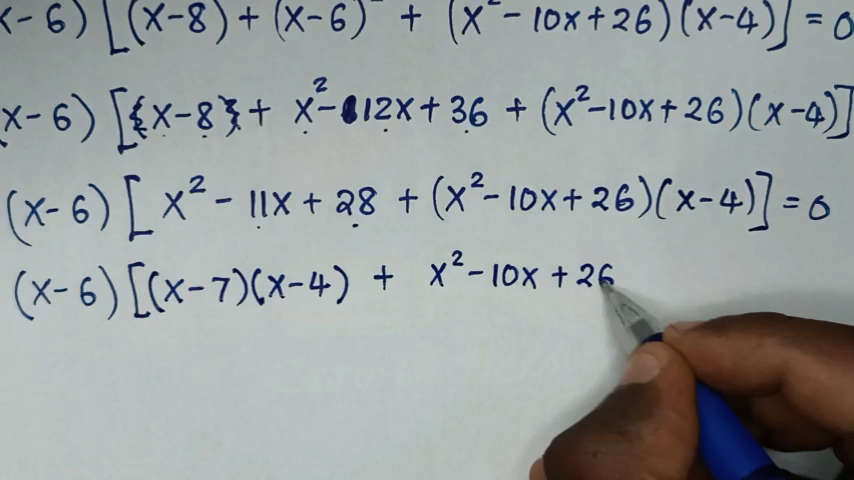 x-6)[(x-8)+(x-6) + (x²-10x+26)(x-4)]=0
x-6)[{x-8}+ x²-12x+36 +(x²-10x+26)(x-4)]
(x-6)[x²-11x+28 +(x²-10x+26)(x-4)]=0
(x-6)[(x-7)(x-4) + x²-10x+26